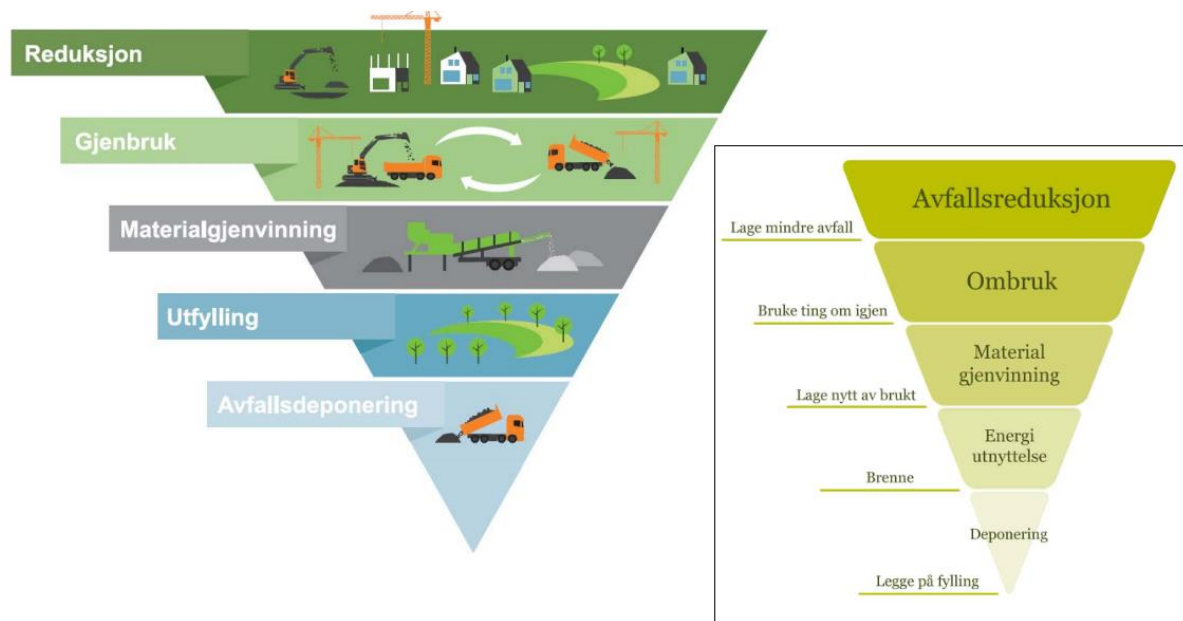 Reduksjon
Gjenbruk
Materialgjenvinning
Utfylling
Avfallsdeponering
Avfallsreduksjon
Lage mindre avfall
Ombruk
Bruke ting om igjen
Material
gjenvinning
Lage nytt av brukt
Energi
utnyttelse
Brenne
Deponering
Legge på fylling